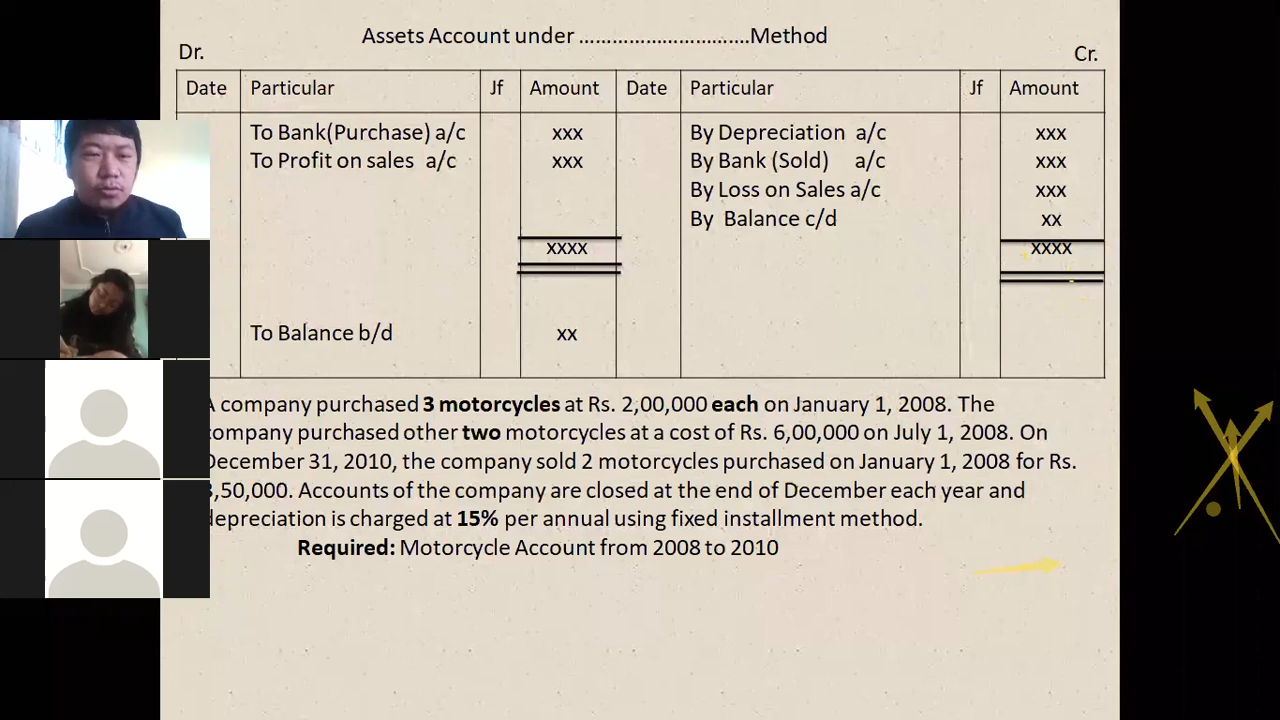 Assets Account under ................................Method
Dr.
Cr.
Date Particular Jf Amount Date Particular Jf Amount
To Bank(Purchase) a/c xxx By Depreciation a/c xxx
To Profit on sales a/c xxx By Bank (Sold) a/c xxx
By Loss on Sales a/c xxx
By Balance c/d xx
xxxx xxxx
To Balance b/d xx
A company purchased 3 motorcycles at Rs. 2,00,000 each on January 1, 2008. The
company purchased other two motorcycles at a cost of Rs. 6,00,000 on July 1, 2008. On
December 31, 2010, the company sold 2 motorcycles purchased on January 1, 2008 for Rs.
3,50,000. Accounts of the company are closed at the end of December each year and
depreciation is charged at 15% per annual using fixed installment method.
Required: Motorcycle Account from 2008 to 2010